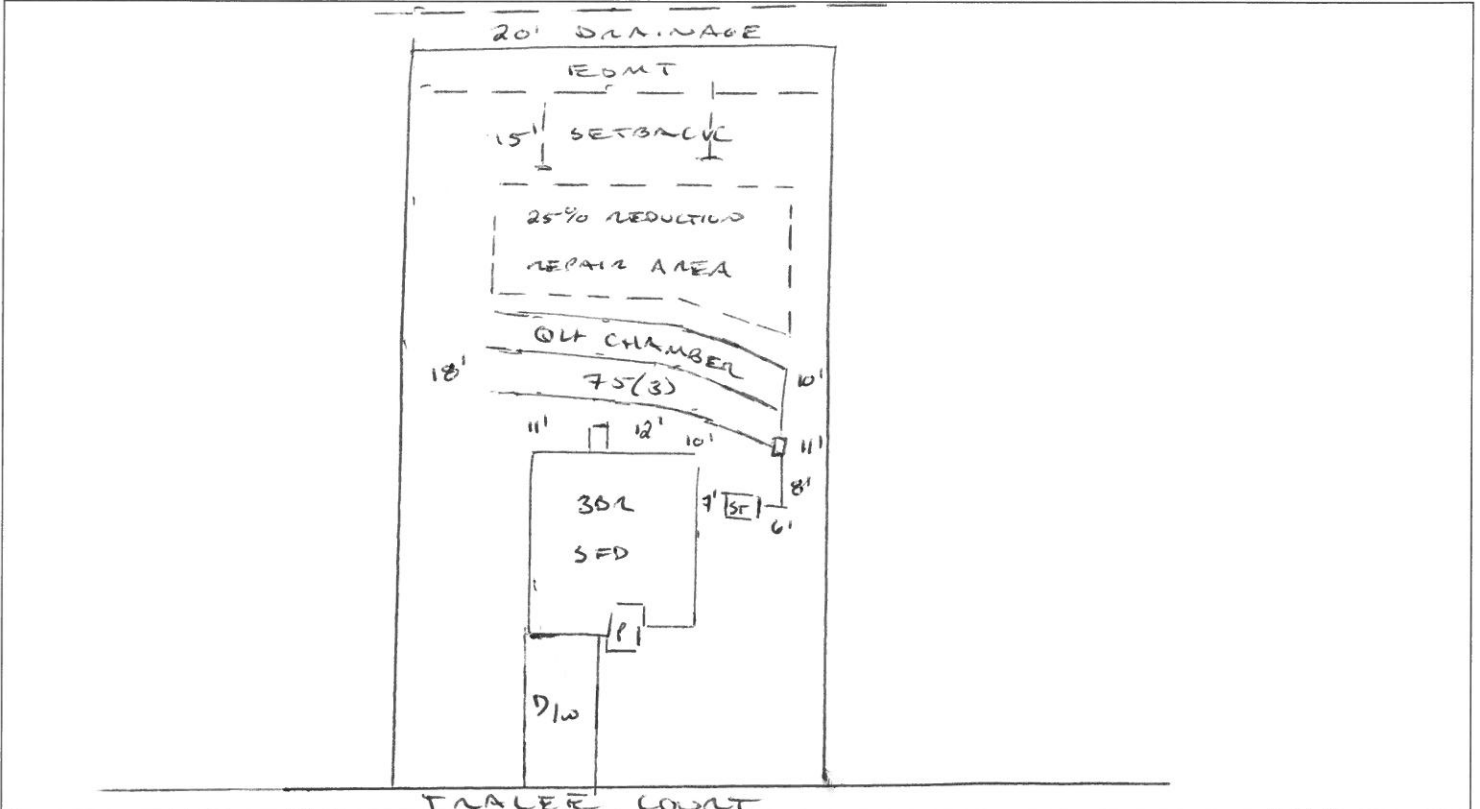 20' DRAINAGE
ESMT
15' SETBACK
25% REDUCTION
REPAIR AREA
QL4 CHAMBER
18'
75(3)
10'
11'
12'
10'
11'
3BR
7'
ST
8'
6'
SFD
P
D/W
TRALEE COURT